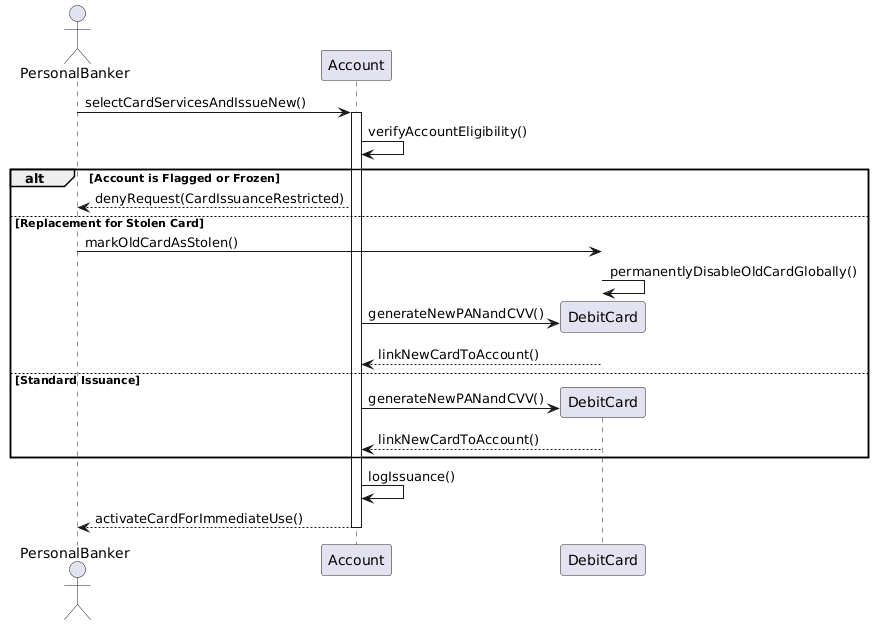 PersonalBanker
Account
selectCardServicesAndIssueNew()
verifyAccountEligibility()
alt [Account is Flagged or Frozen]
denyRequest(CardIssuanceRestricted)
[Replacement for Stolen Card]
markOldCardAsStolen()
permanentlyDisableOldCardGlobally()
generateNewPANandCVV() DebitCard
linkNewCardToAccount()
[Standard Issuance]
generateNewPANandCVV() DebitCard
linkNewCardToAccount()
logIssuance()
activateCardForImmediateUse()
PersonalBanker Account DebitCard